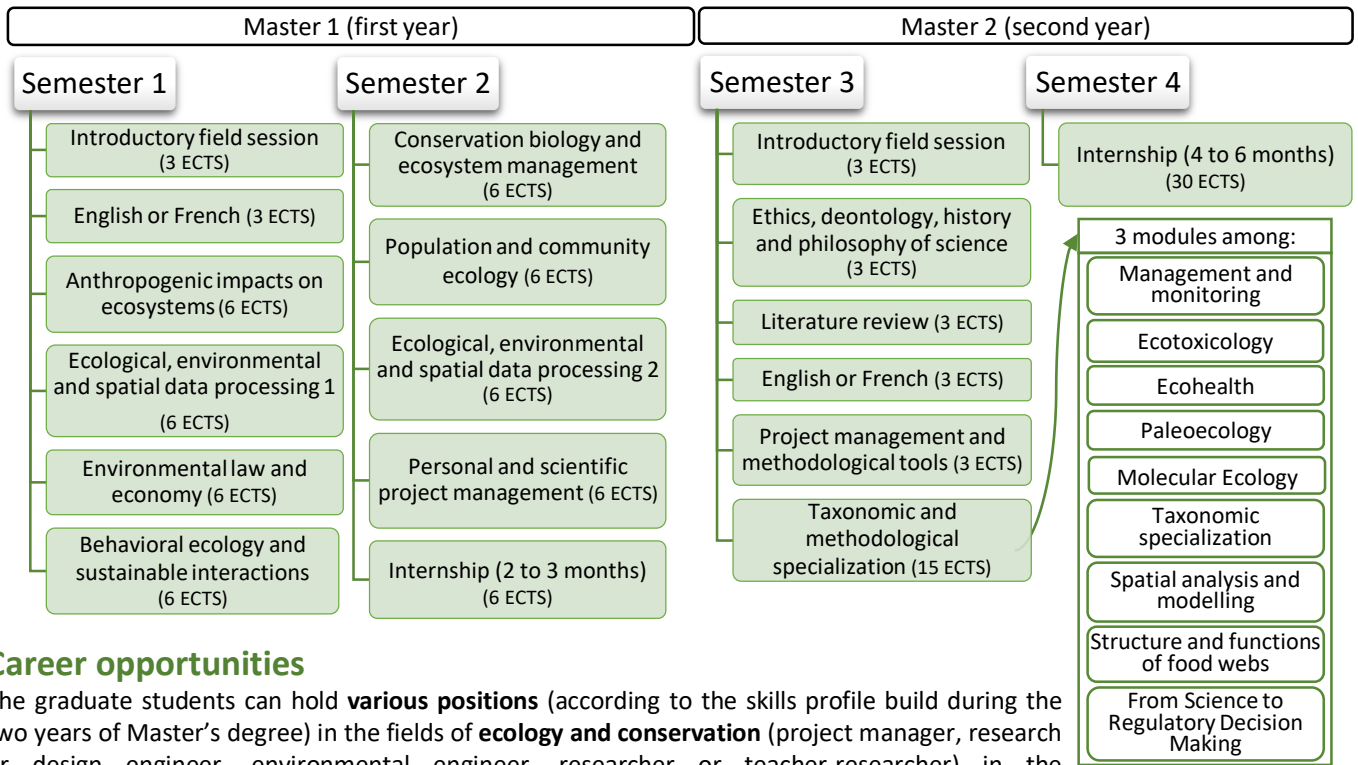 Master 1 (first year)
Master 2 (second year)
Semester 1
Introductory field session
(3 ECTS)
English or French (3 ECTS)
Anthropogenic impacts on
ecosystems (6 ECTS)
Ecological, environmental
and spatial data processing 1
(6 ECTS)
Environmental law and
economy (6 ECTS)
Behavioral ecology and
sustainable interactions
(6 ECTS)
Semester 2
Conservation biology and
ecosystem management
(6 ECTS)
Population and community
ecology (6 ECTS)
Ecological, environmental
and spatial data processing 2
(6 ECTS)
Personal and scientific
project management (6 ECTS)
Internship (2 to 3 months)
(6 ECTS)
Semester 3
Introductory field session
(3 ECTS)
Ethics, deontology, history
and philosophy of science
(3 ECTS)
Literature review (3 ECTS)
English or French (3 ECTS)
Project management and
methodological tools (3 ECTS)
Taxonomic and
methodological
specialization (15 ECTS)
Semester 4
Internship (4 to 6 months)
(30 ECTS)
3 modules among:
Management and
monitoring
Ecotoxicology
Ecohealth
Paleoecology
Molecular Ecology
Taxonomic
specialization
Spatial analysis and
modelling
Structure and functions
of food webs
From Science to
Regulatory Decision
Making
Career opportunities
he graduate students can hold various positions (according to the skills profile build during the
wo years of Master's degree) in the fields of ecology and conservation (project manager, research
r design engineer, environmental engineer, researcher or teacher-researcher) in the